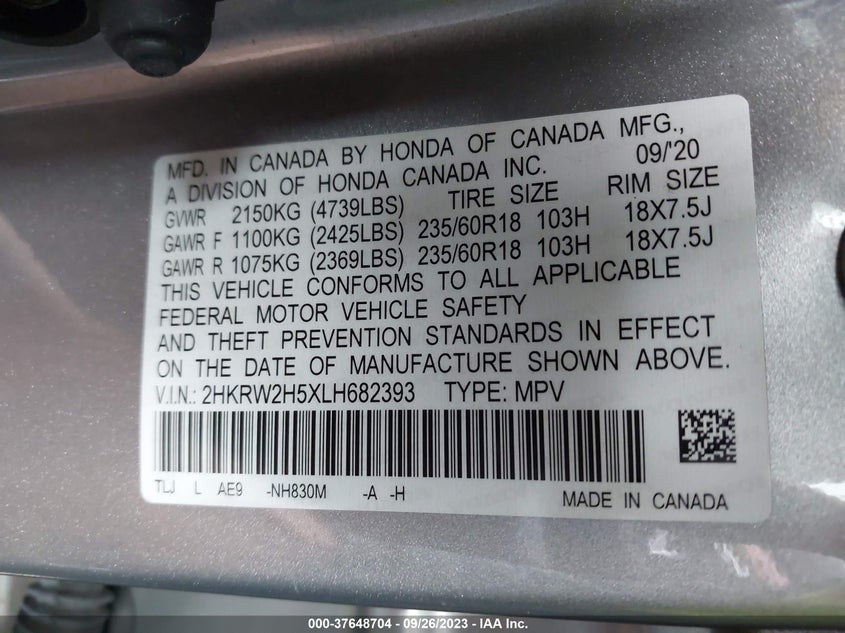 MFD. IN CANADA BY HONDA OF CANADA MFG.,
A DIVISION OF HONDA CANADA INC. 09/'20
GVWR 2150KG (4739LBS) TIRE SIZE RIM SIZE
GAWR F 1100KG (2425LBS) 235/60R18 103H 18X7.5J
GAWR R 1075KG (2369LBS) 235/60R18 103H 18X7.5J
THIS VEHICLE CONFORMS TO ALL APPLICABLE
FEDERAL MOTOR VEHICLE SAFETY
AND THEFT PREVENTION STANDARDS IN EFFECT
ON THE DATE OF MANUFACTURE SHOWN ABOVE.
V.I.N.: 2HKRW2H5XLH682393 TYPE: MPV
TLJ L AE9 -NH830M -A -H MADE IN CANADA
000-37648704 - 09/26/2023 - IAA Inc.